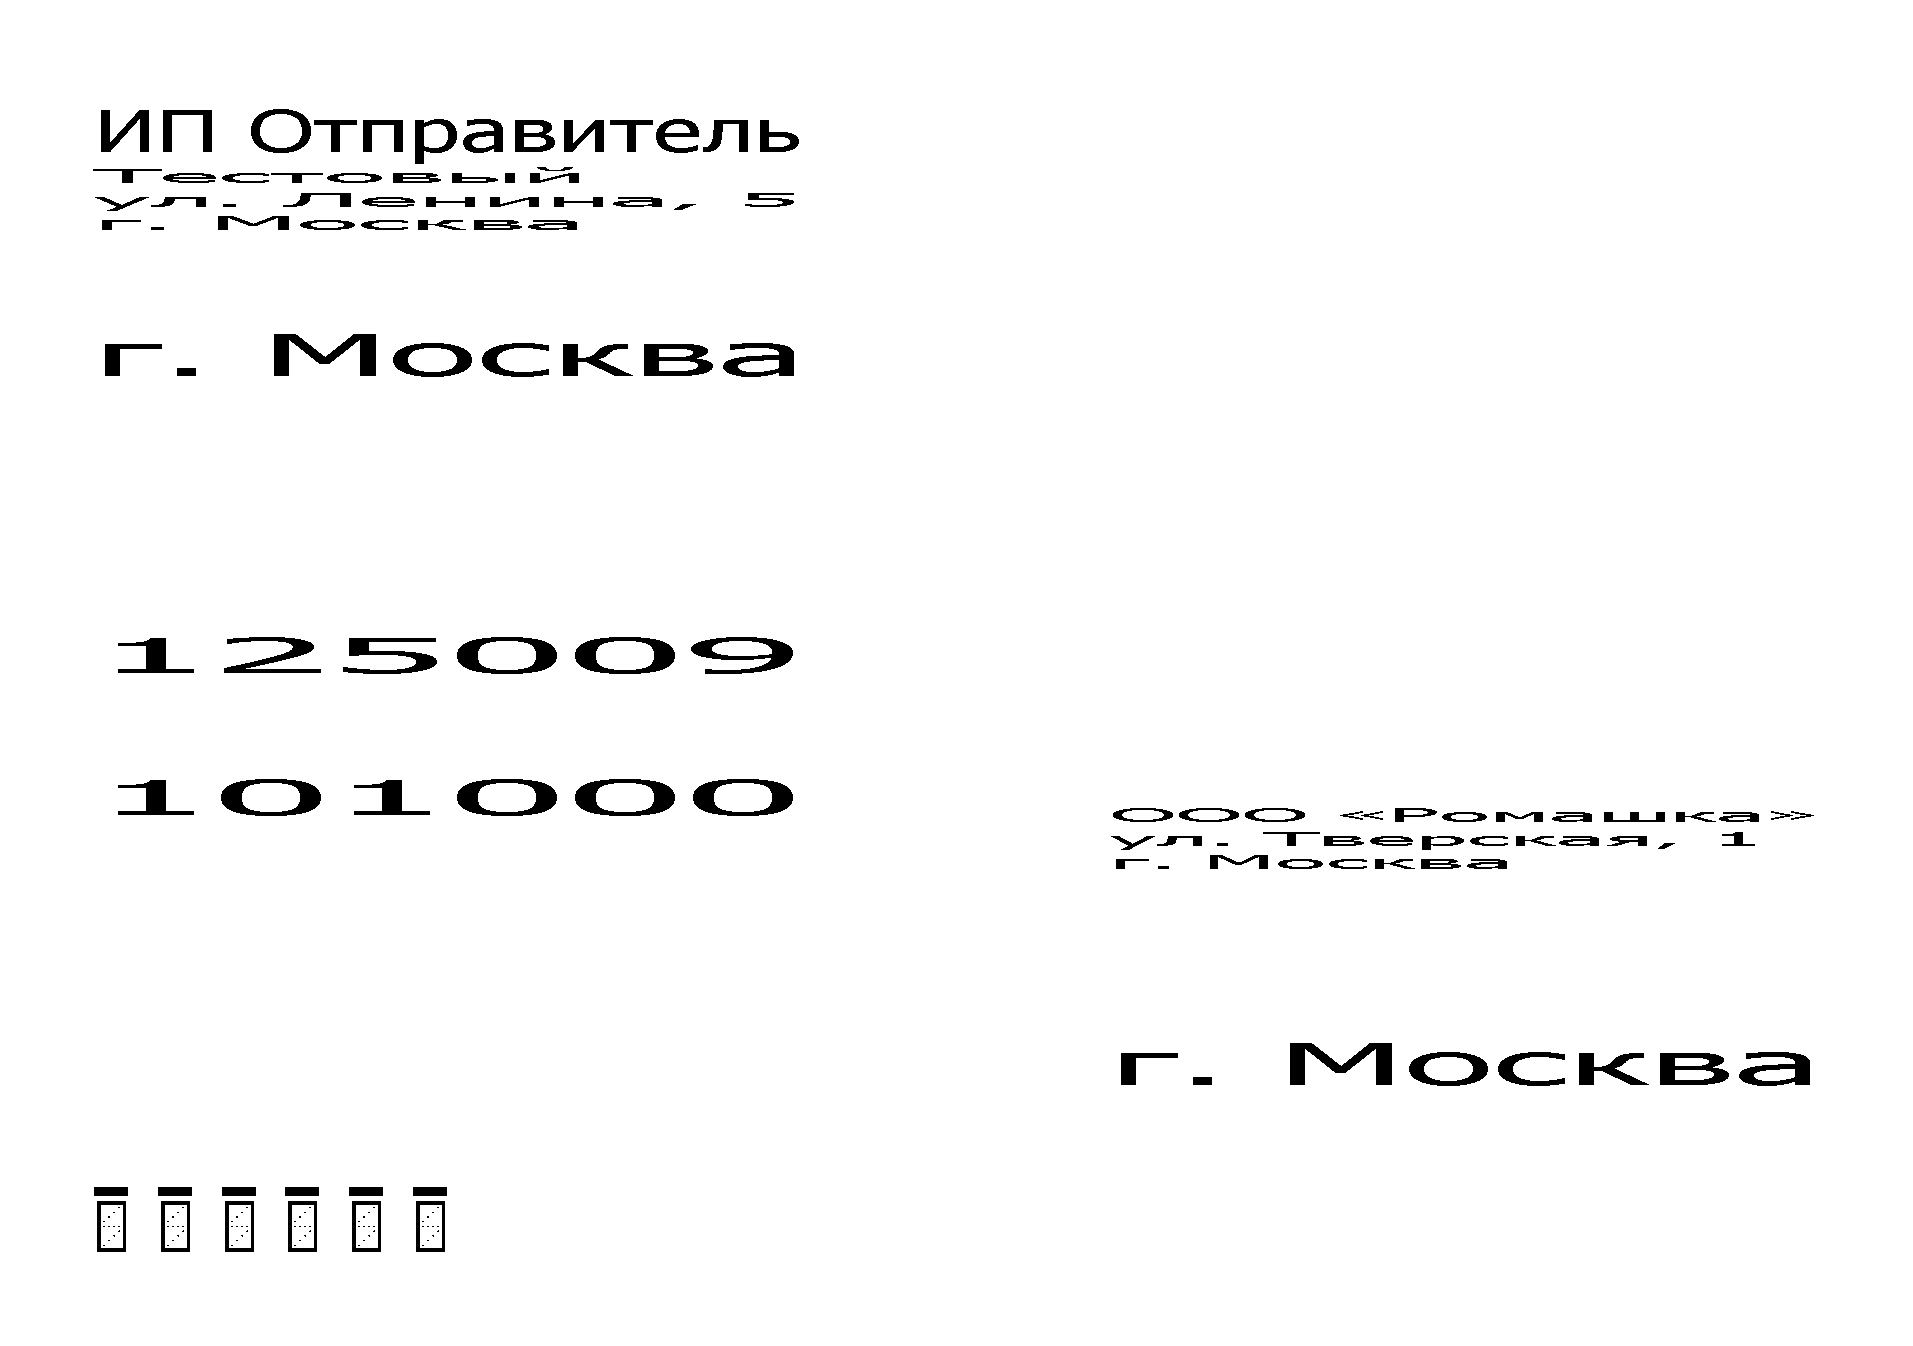 ИП Отправитель
Тестовый
ул. Ленина, 5
г. Москва
г. Москва
125009
101000
ООО «Ромашка»
ул. Тверская, 1
г. Москва
г. Москва